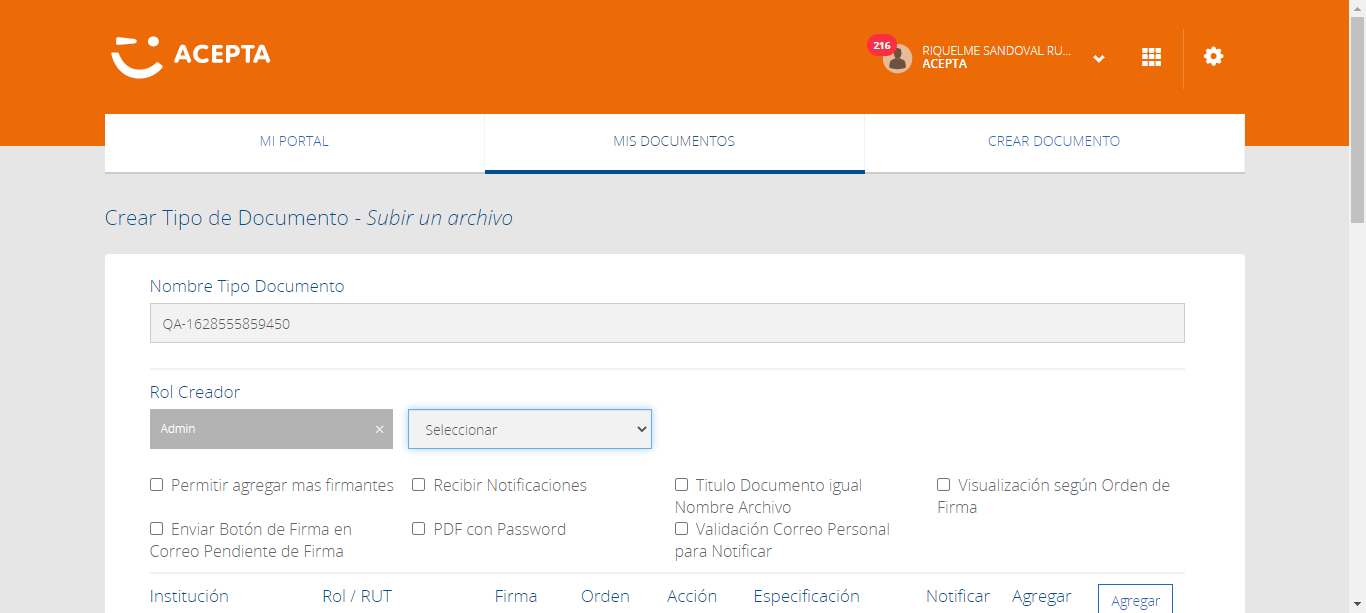 ACEPTA
216
RIQUELME SANDOVAL RU...
ACEPTA
MI PORTAL
MIS DOCUMENTOS
CREAR DOCUMENTO
Crear Tipo de Documento - Subir un archivo
Nombre Tipo Documento
QA-1628555859450
Rol Creador
Admin ×
Seleccionar
Permitir agregar mas firmantes
Recibir Notificaciones
Titulo Documento igual
Nombre Archivo
Visualización según Orden de
Firma
Enviar Botón de Firma en
Correo Pendiente de Firma
PDF con Password
Validación Correo Personal
para Notificar
Institución Rol / RUT Firma Orden Acción Especificación Notificar Agregar Agregar